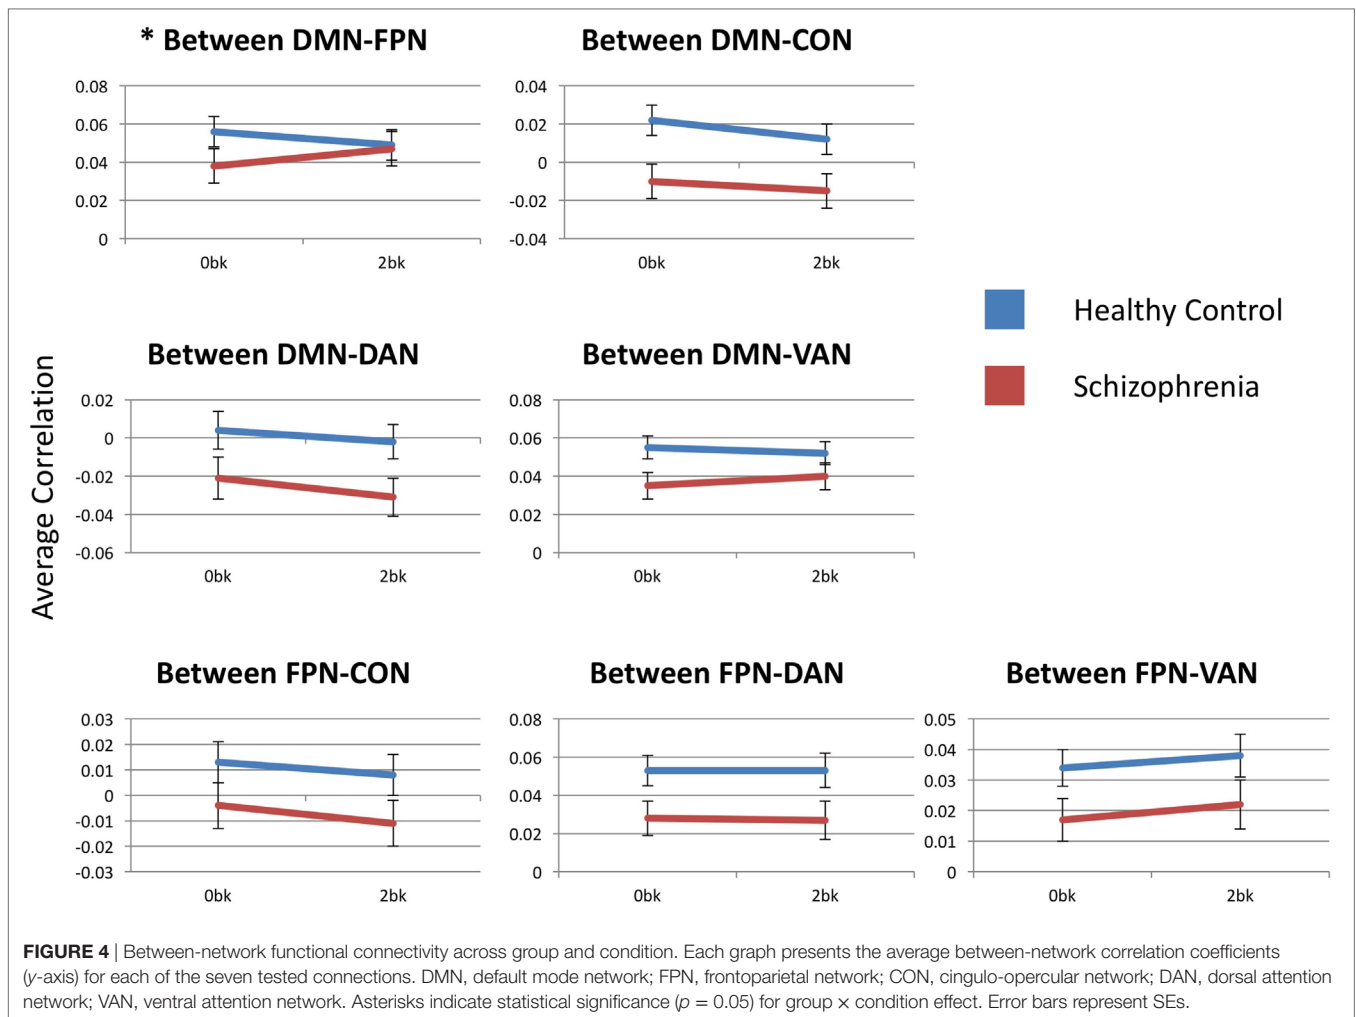 * Between DMN-FPN
0.08
0.06
0.04
0.02
0
0bk 2bk
Between DMN-CON
0.04
0.02
0
-0.02
-0.04
0bk 2bk
Healthy Control
Schizophrenia
Average Correlation
Between DMN-DAN
0.02
0
-0.02
-0.04
-0.06
0bk 2bk
Between DMN-VAN
0.08
0.06
0.04
0.02
0
0bk 2bk
Between FPN-CON
0.03
0.02
0.01
0
-0.01
-0.02
-0.03
0bk 2bk
Between FPN-DAN
0.08
0.06
0.04
0.02
0
0bk 2bk
Between FPN-VAN
0.05
0.04
0.03
0.02
0.01
0
0bk 2bk
FIGURE 4 | Between-network functional connectivity across group and condition. Each graph presents the average between-network correlation coefficients
(y-axis) for each of the seven tested connections. DMN, default mode network; FPN, frontoparietal network; CON, cingulo-opercular network; DAN, dorsal attention
network; VAN, ventral attention network. Asterisks indicate statistical significance (p = 0.05) for group × condition effect. Error bars represent SEs.